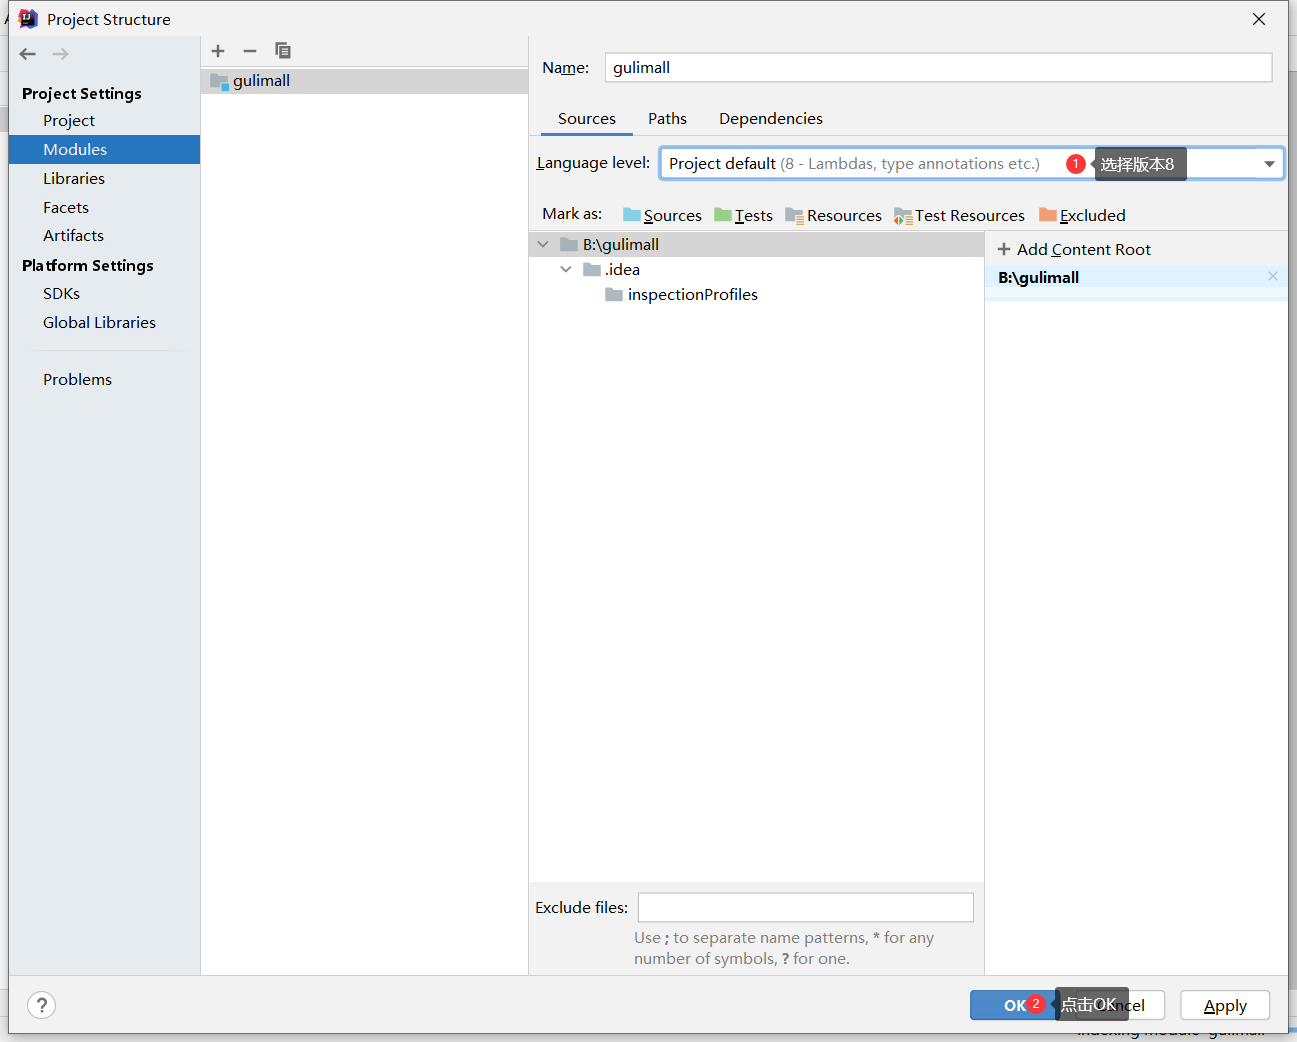 Project Structure
Project Settings
Project
Modules
Libraries
Facets
Artifacts
Platform Settings
SDKs
Global Libraries
Problems
gulimall
Name: gulimall
Sources Paths Dependencies
Language level: Project default (8 - Lambdas, type annotations etc.) 1 选择版本8
Mark as: Sources Tests Resources Test Resources Excluded
B:\gulimall
.idea
inspectionProfiles
Add Content Root
B:\gulimall
Exclude files:
Use ; to separate name patterns, * for any
number of symbols, ? for one.
? OK 2 点击OK Apply